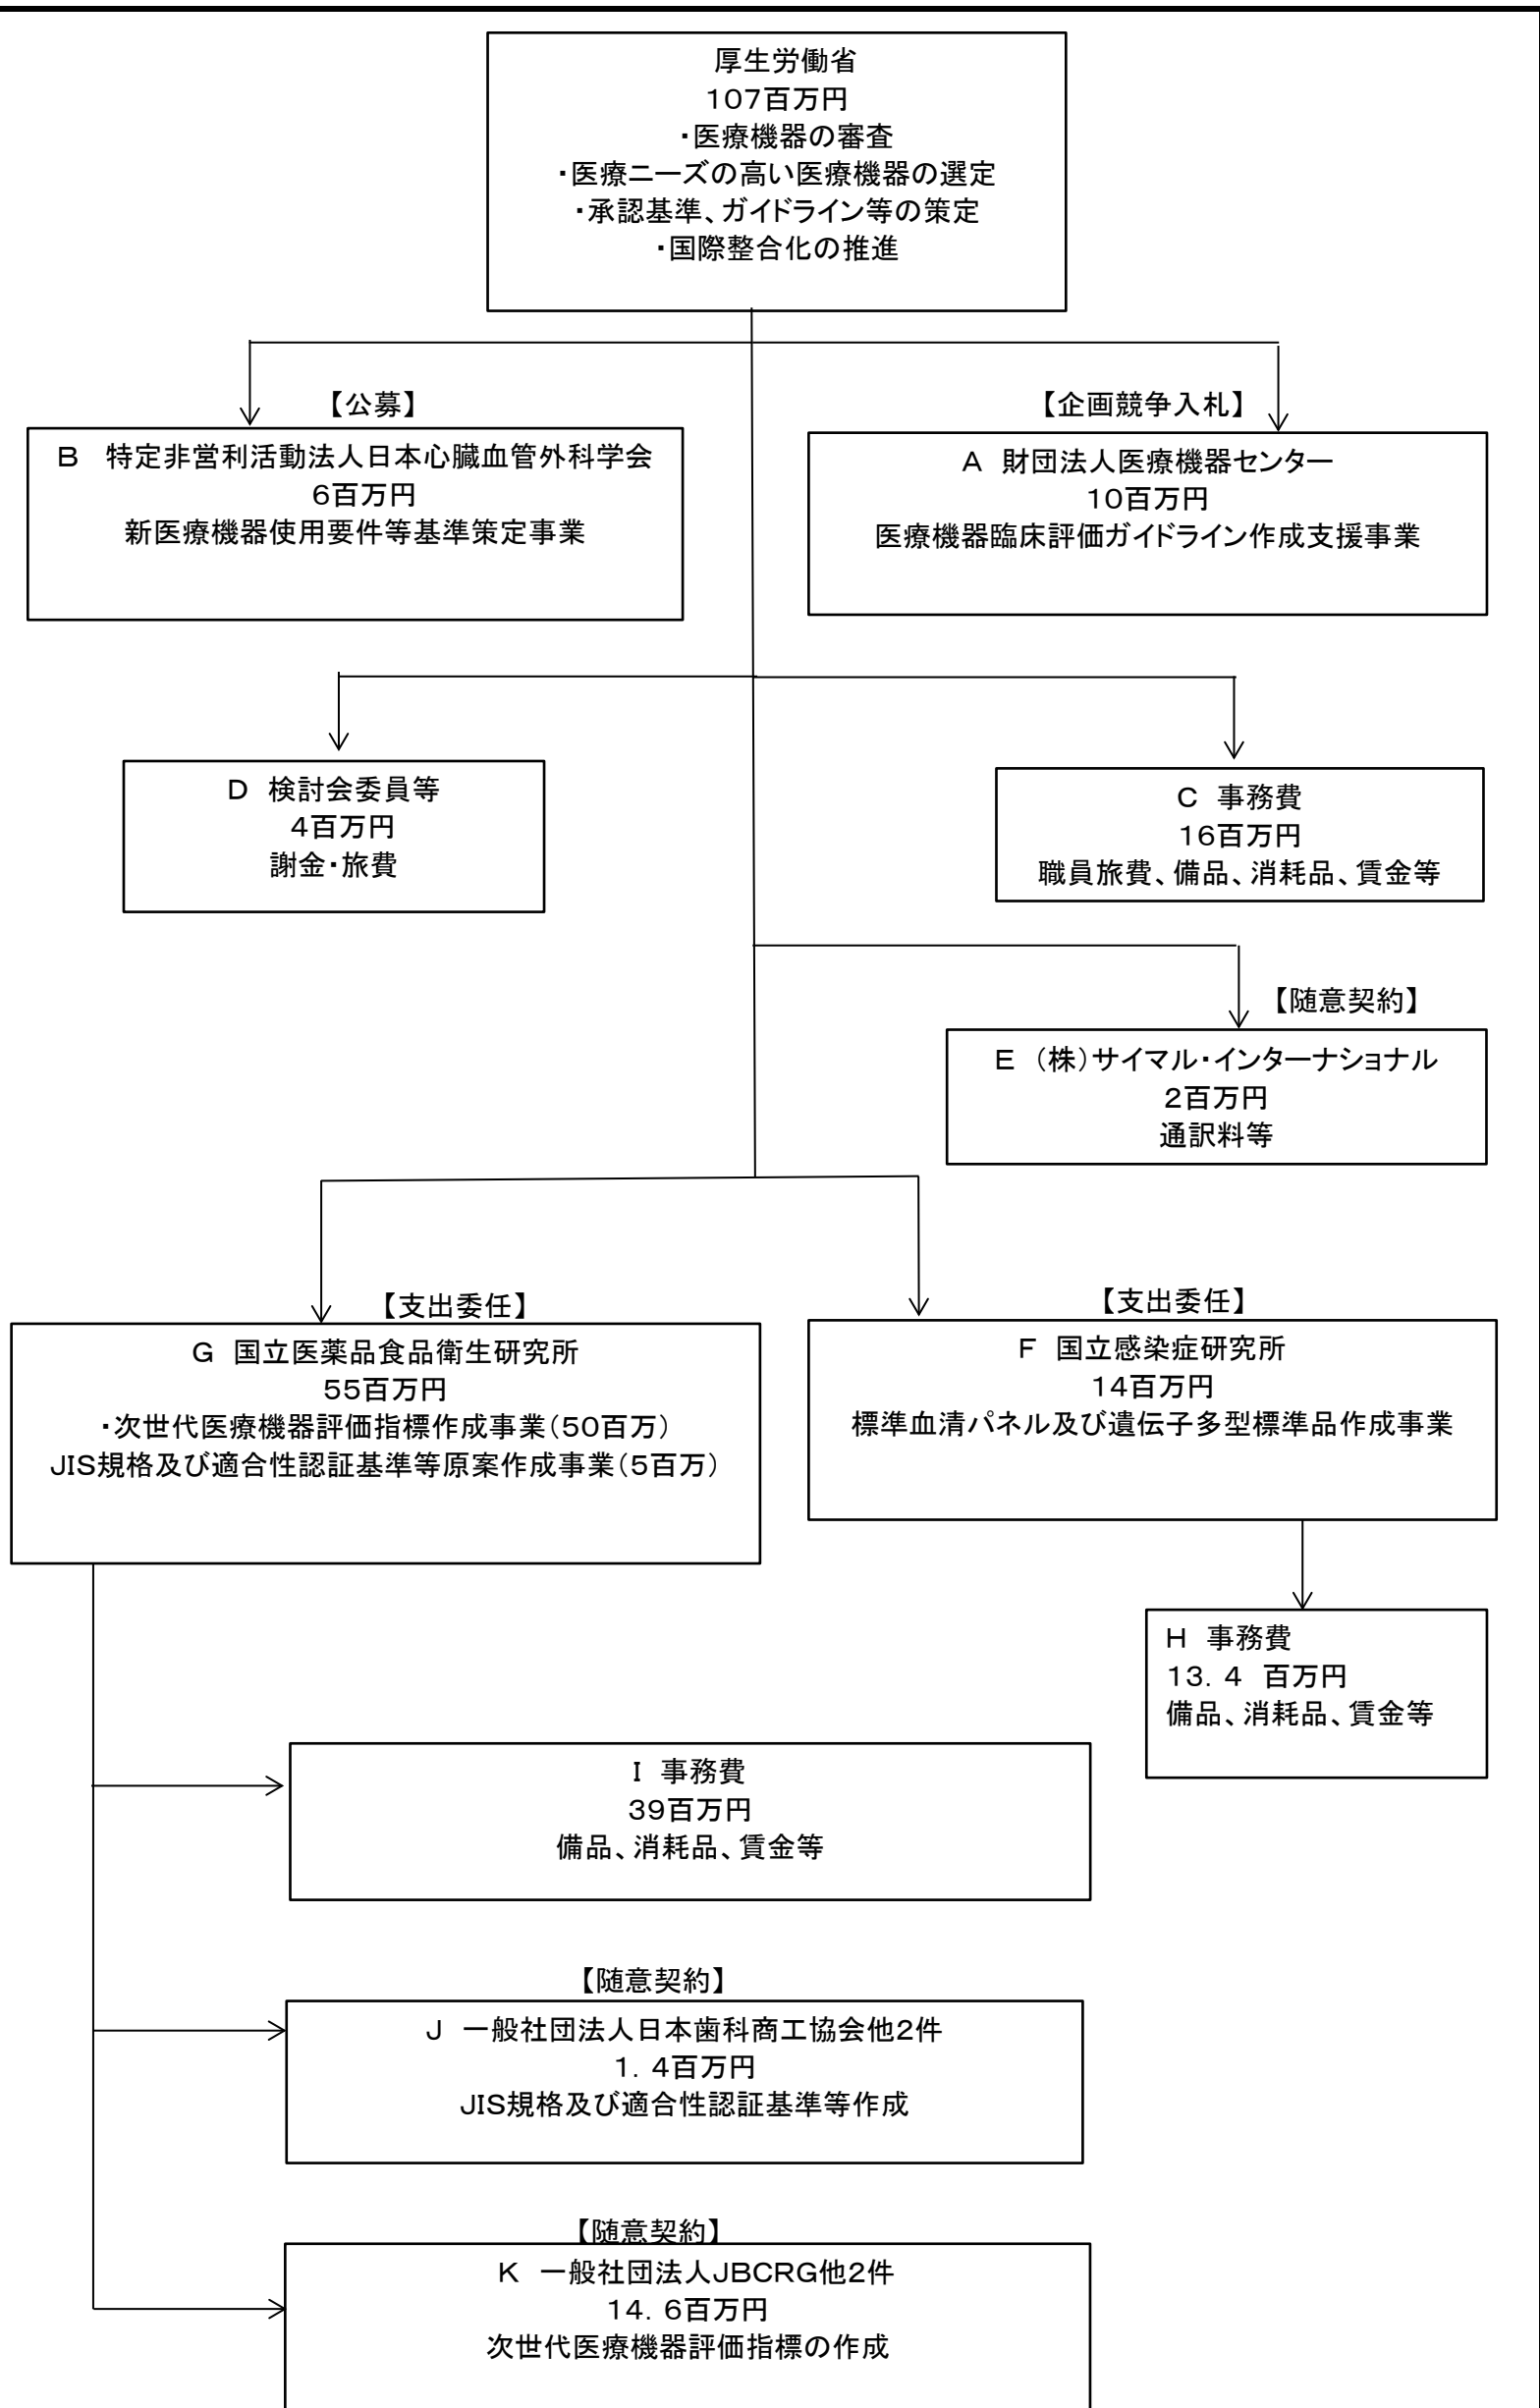 厚生労働省
107百万円
・医療機器の審査
・医療ニーズの高い医療機器の選定
・承認基準、ガイドライン等の策定
・国際整合化の推進
【公募】
B　特定非営利活動法人日本心臓血管外科学会
6百万円
新医療機器使用要件等基準策定事業
【企画競争入札】
A　財団法人医療機器センター
10百万円
医療機器臨床評価ガイドライン作成支援事業
D　検討会委員等
4百万円
謝金・旅費
C　事務費
16百万円
職員旅費、備品、消耗品、賃金等
【随意契約】
E　（株）サイマル・インターナショナル
2百万円
通訳料等
【支出委任】
G　国立医薬品食品衛生研究所
55百万円
・次世代医療機器評価指標作成事業（50百万）
JIS規格及び適合性認証基準等原案作成事業（5百万）
【支出委任】
F　国立感染症研究所
14百万円
標準血清パネル及び遺伝子多型標準品作成事業
H　事務費
13．4　百万円
備品、消耗品、賃金等
I　事務費
39百万円
備品、消耗品、賃金等
【随意契約】
J　一般社団法人日本歯科商工協会他2件
1．4百万円
JIS規格及び適合性認証基準等作成
【随意契約】
K　一般社団法人JBCRG他2件
14．6百万円
次世代医療機器評価指標の作成